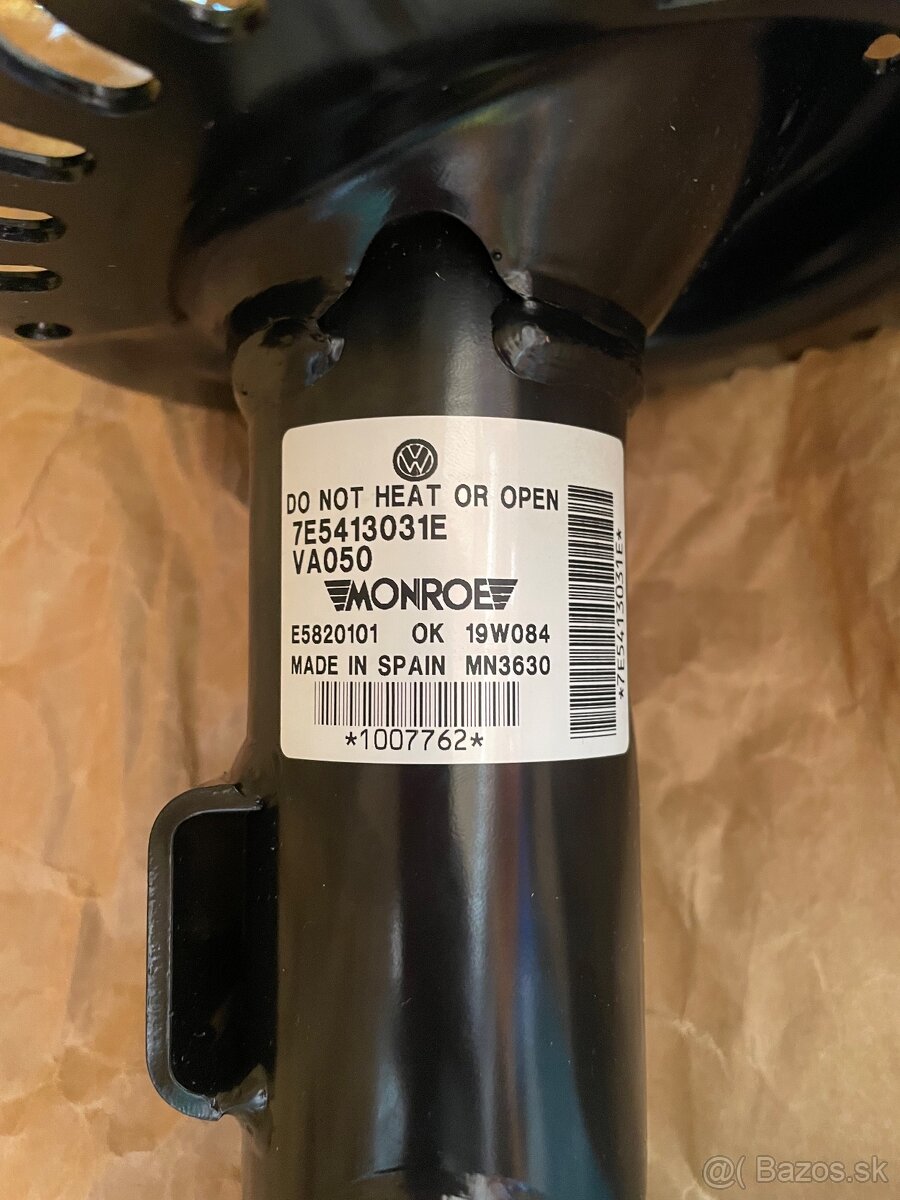 DO NOT HEAT OR OPEN
7E5413031E
VA050
MONROE
E5820101 OK 19W084
MADE IN SPAIN MN3630
*1007762*
*7E5413031E*
@( Bazos.sk